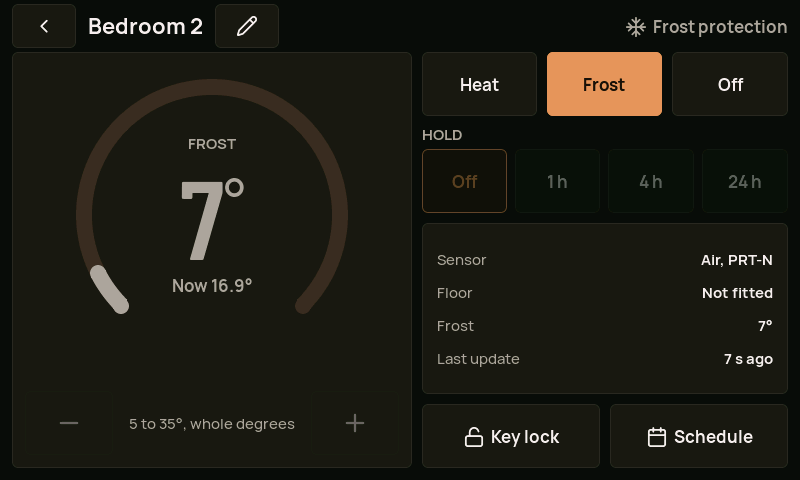 Bedroom 2
Frost protection
FROST
7°
Now 16.9°
5 to 35°, whole degrees
Heat
Frost
Off
HOLD
Off
1 h
4 h
24 h
Sensor Air, PRT-N
Floor Not fitted
Frost 7°
Last update 7 s ago
Key lock
Schedule